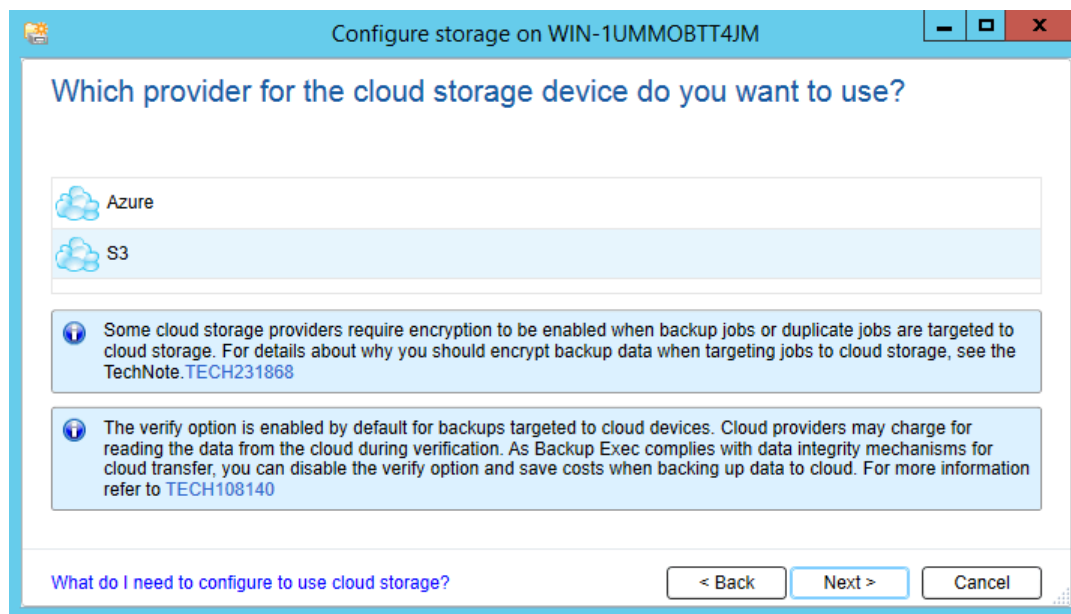 Configure storage on WIN-1UMMOBTT4JM
Which provider for the cloud storage device do you want to use?
Azure
S3
Some cloud storage providers require encryption to be enabled when backup jobs or duplicate jobs are targeted to
cloud storage. For details about why you should encrypt backup data when targeting jobs to cloud storage, see the
TechNote.TECH231868
The verify option is enabled by default for backups targeted to cloud devices. Cloud providers may charge for
reading the data from the cloud during verification. As Backup Exec complies with data integrity mechanisms for
cloud transfer, you can disable the verify option and save costs when backing up data to cloud. For more information
refer to TECH108140
What do I need to configure to use cloud storage?
< Back
Next >
Cancel